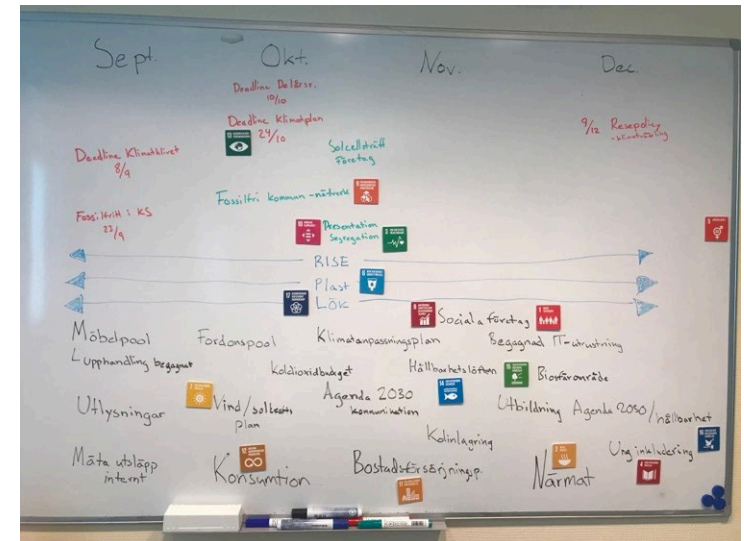 Sept. Okt. Nov. Dec.
Deadline Delårsr.
10/10
Deadline Klimatplan
24/10
9/12 Resepolicy
Solcellsträff
företag
Deadline Klimatklivet
8/9
Fossilfri kommun-nätverk
Fossilfritt i KS
23/9
Presentation
Segregation
RISE
Plast
LÖK
Sociala företag
Möbelpool Fordonspool Klimatanpassningsplan Begagnad IT-utrustning
upphandling begagnat
Koldioxidbudget Hållbarhetslöften Biosfärområde
Utlysningar Vind/solkraft
plan
Agenda 2030
kommunikation
Utbildning Agenda 2030/hållbarhet
Kolinlagring
Mäta utsläpp
internt
Konsumtion Bostadsförsörjningsp. Närmat Ung inkludering